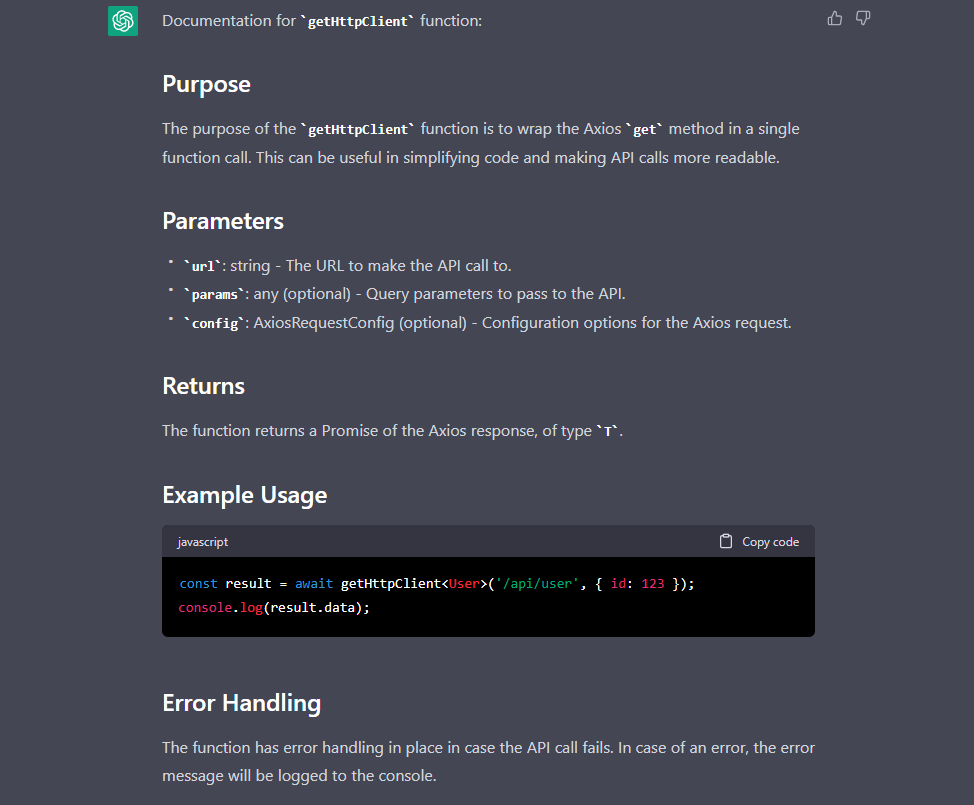 Documentation for `getHttpClient` function:
Purpose
The purpose of the `getHttpClient` function is to wrap the Axios `get` method in a single
function call. This can be useful in simplifying code and making API calls more readable.
Parameters
• `url`: string - The URL to make the API call to.
• `params`: any (optional) - Query parameters to pass to the API.
• `config`: AxiosRequestConfig (optional) - Configuration options for the Axios request.
Returns
The function returns a Promise of the Axios response, of type `T`.
Example Usage
javascript Copy code
const result = await getHttpClient<User>('/api/user', { id: 123 });
console.log(result.data);
Error Handling
The function has error handling in place in case the API call fails. In case of an error, the error
message will be logged to the console.